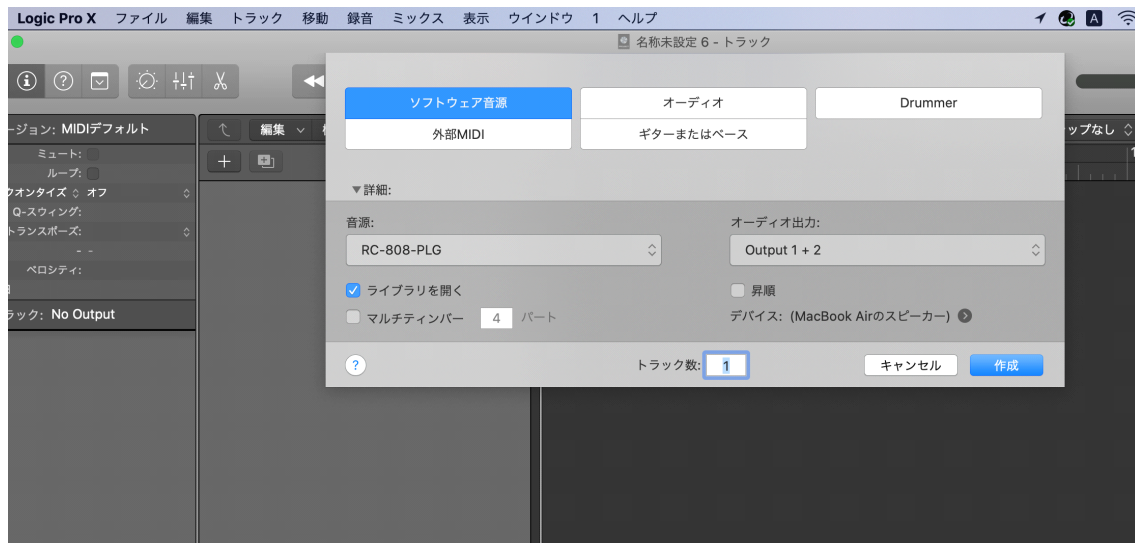 Logic Pro X ファイル 編集 トラック 移動 録音 ミックス 表示 ウインドウ 1 ヘルプ A
名称未設定 6 - トラック
ージョン: MIDIデフォルト
編集
ップなし
ミュート:
ループ:
クオンタイズ オフ
Q-スウィング:
トランスポーズ:
- -
ベロシティ:
ラック: No Output
ソフトウェア音源 オーディオ Drummer
外部MIDI ギターまたはベース
▼詳細:
音源: オーディオ出力:
RC-808-PLG Output 1 + 2
ライブラリを開く 昇順
マルチティンバー 4 パート デバイス: (MacBook Airのスピーカー)
? トラック数: 1 キャンセル 作成